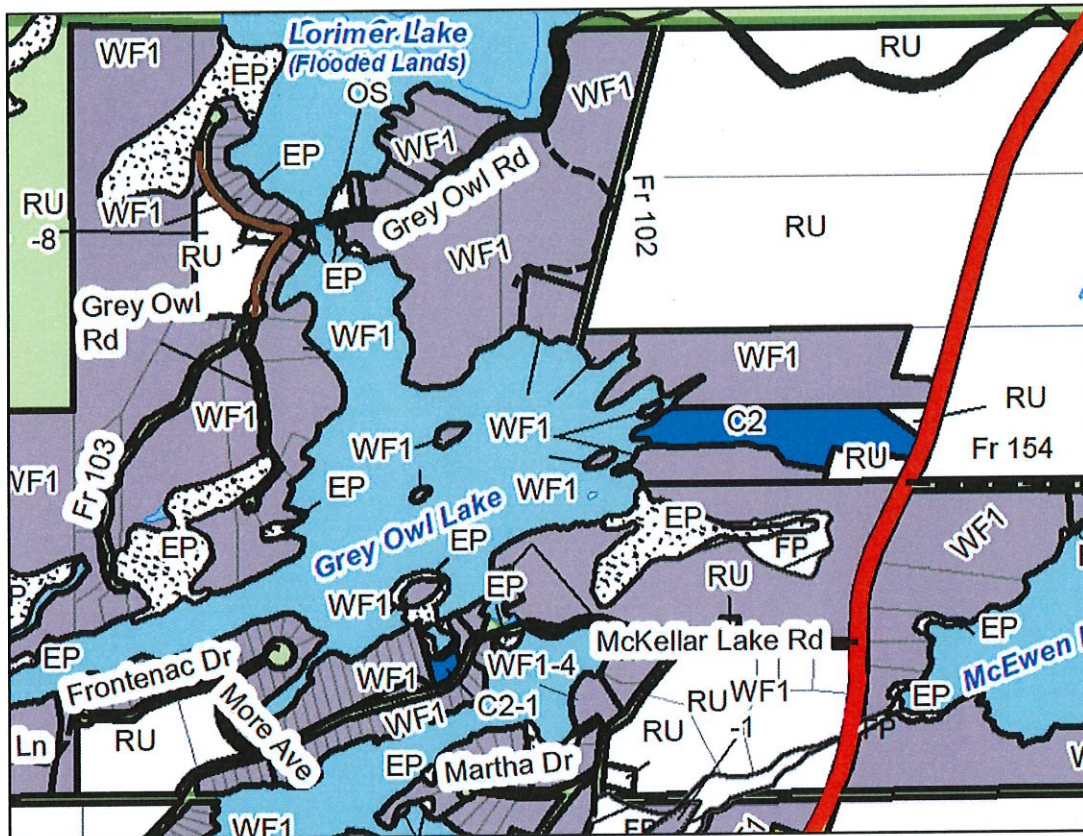 Lorimer Lake
(Flooded Lands)
WF1
EP
OS
WF1
RU
WF1
EP
WF1
RU
-8
RU
Grey Owl Rd
WF1
Fr 102
RU
EP
Grey Owl
Rd
WF1
WF1
RU
C2
WF1
WF1
WF1
RU
Fr 154
WF1
Fr 103
EP
WF1
EP
Grey Owl Lake
EP
EP
WF1
FP
RU
WF1
EP
WF1-4
McKellar Lake Rd
EP
McEwen
EP
EP
Frontenac Dr
WF1
C2-1
RU
WF1
-1
RU
More Ave
WF1
Ln
RU
EP
Martha Dr
FP
WF1
FP